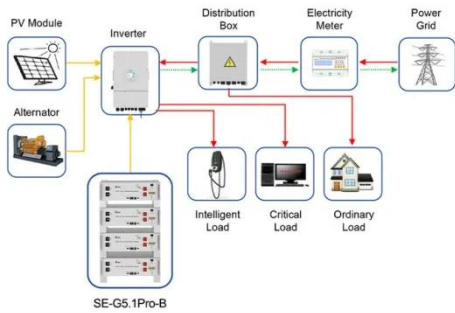 PV Module
Inverter
Distribution
Box
Electricity
Meter
Power
Grid
Alternator
Intelligent
Load
Critical
Load
Ordinary
Load
SE-G5.1Pro-B